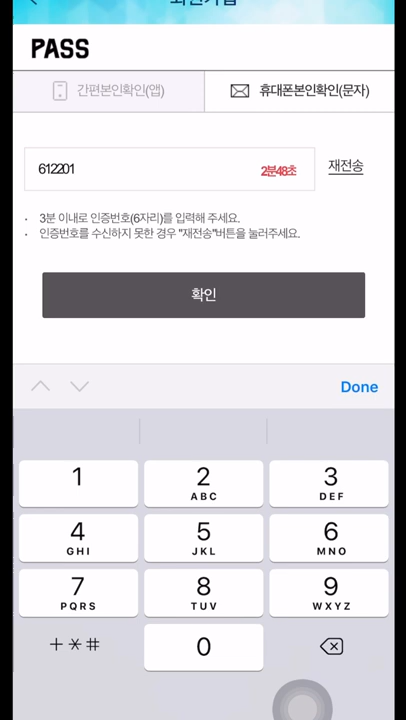 PASS
간편본인확인(앱)
휴대폰본인확인(문자)
612201
2분48초
재전송
· 3분 이내로 인증번호(6자리)를 입력해 주세요.
· 인증번호를 수신하지 못한 경우 "재전송"버튼을 눌러주세요.
확인
Done
1
2
ABC
3
DEF
4
GHI
5
JKL
6
MNO
7
PQRS
8
TUV
9
WXYZ
+*#
0